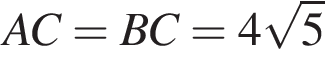 AC = BC = 4√5